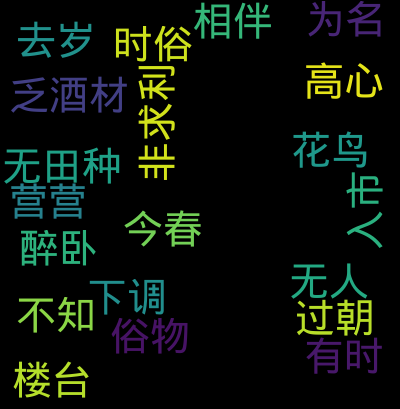 相伴
为名
去岁
时俗
高心
乏酒材
非求利
花鸟
无田种
入市
营营
今春
醉卧
无人
下调
不知
过朝
俗物
有时
楼台